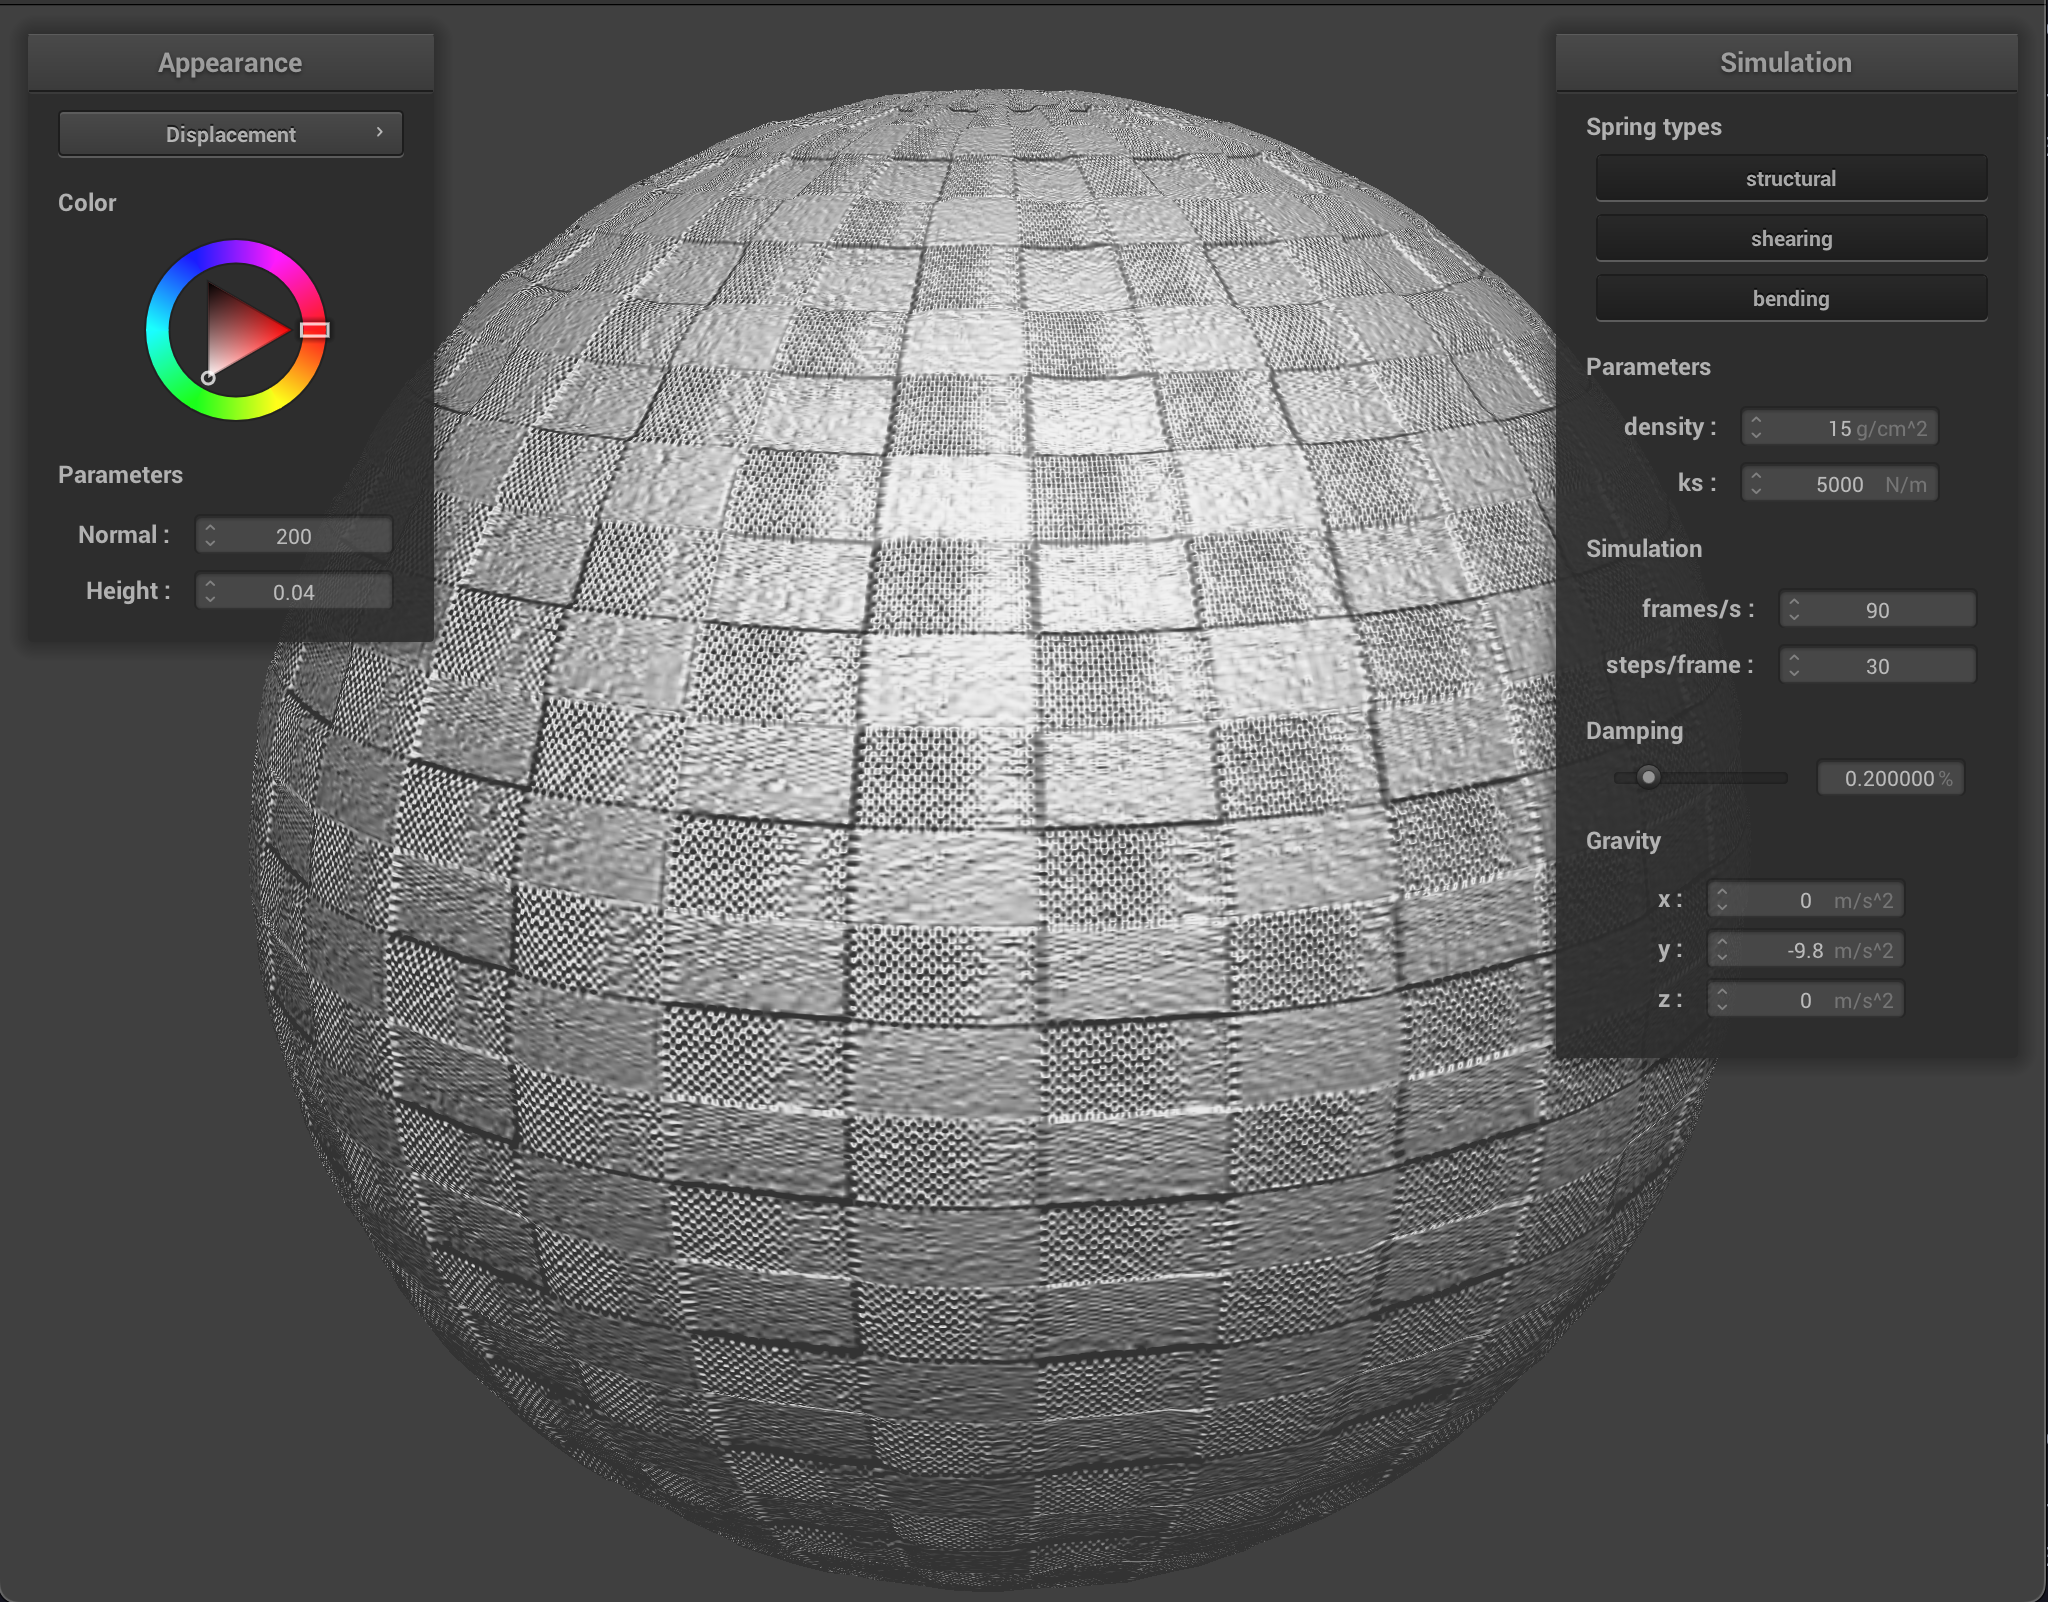 Appearance
Displacement
Color
Parameters
Normal : 200
Height : 0.04
Simulation
Spring types
structural
shearing
bending
Parameters
density : 15 g/cm^2
ks : 5000 N/m
Simulation
frames/s : 90
steps/frame : 30
Damping
0.200000 %
Gravity
x : 0 m/s^2
y : -9.8 m/s^2
z : 0 m/s^2